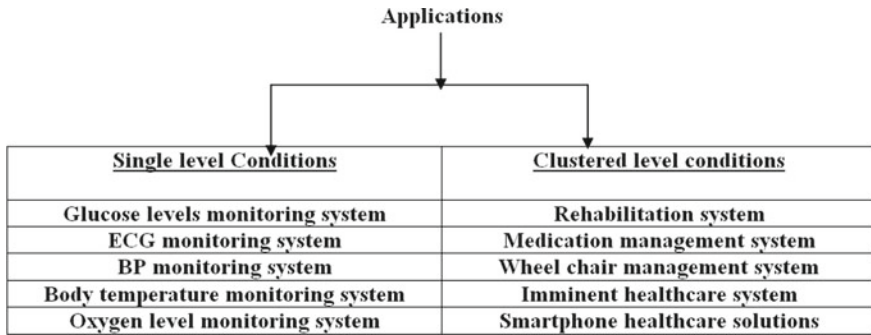 Applications
Single level Conditions
Clustered level conditions
Glucose levels monitoring system
Rehabilitation system
ECG monitoring system
Medication management system
BP monitoring system
Wheel chair management system
Body temperature monitoring system
Imminent healthcare system
Oxygen level monitoring system
Smartphone healthcare solutions